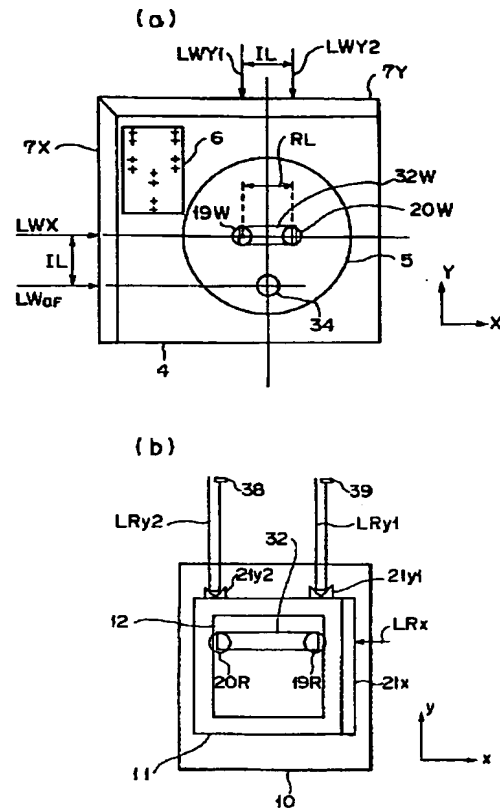 (a)
LWY1 IL LWY2
7Y
7X
6
RL
32W
19W
20W
LWX
IL
5
LWOF
34
Y
X
4
(b)
38
39
LRy2
32
LRy1
21y2
21y1
12
LRx
20R
19R
21x
11
y
x
10